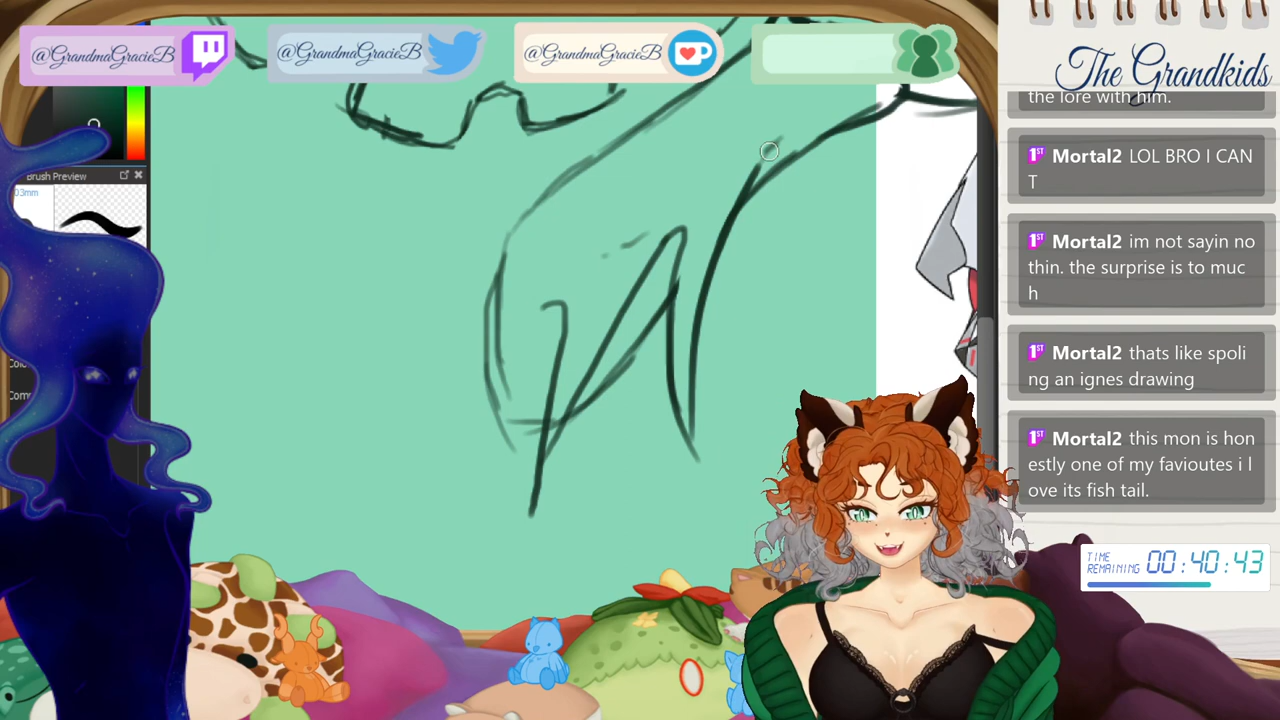 @GrandmaGracieB
@GrandmaGracieB
@GrandmaGracieB
The Grandkids
the lore with him.
Mortal2 LOL BRO I CAN
T
Mortal2 im not sayin no
thin. the surprise is to muc
h
Mortal2 thats like spoli
ng an ignes drawing
Mortal2 this mon is hon
estly one of my favioutes i l
ove its fish tail.
TIME
REMAINING 00:40:43
Brush Preview
03mm